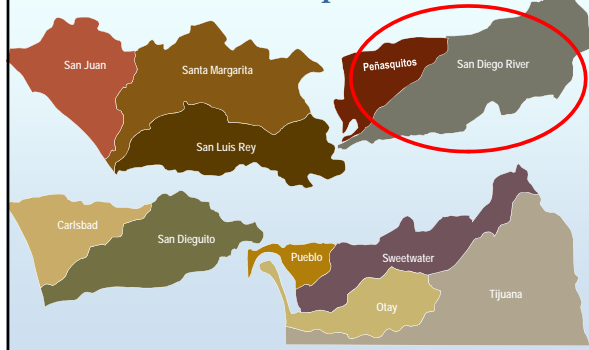 San Juan
Santa Margarita
San Luis Rey
Peñasquitos
San Diego River
Carlsbad
San Dieguito
Pueblo
Sweetwater
Otay
Tijuana